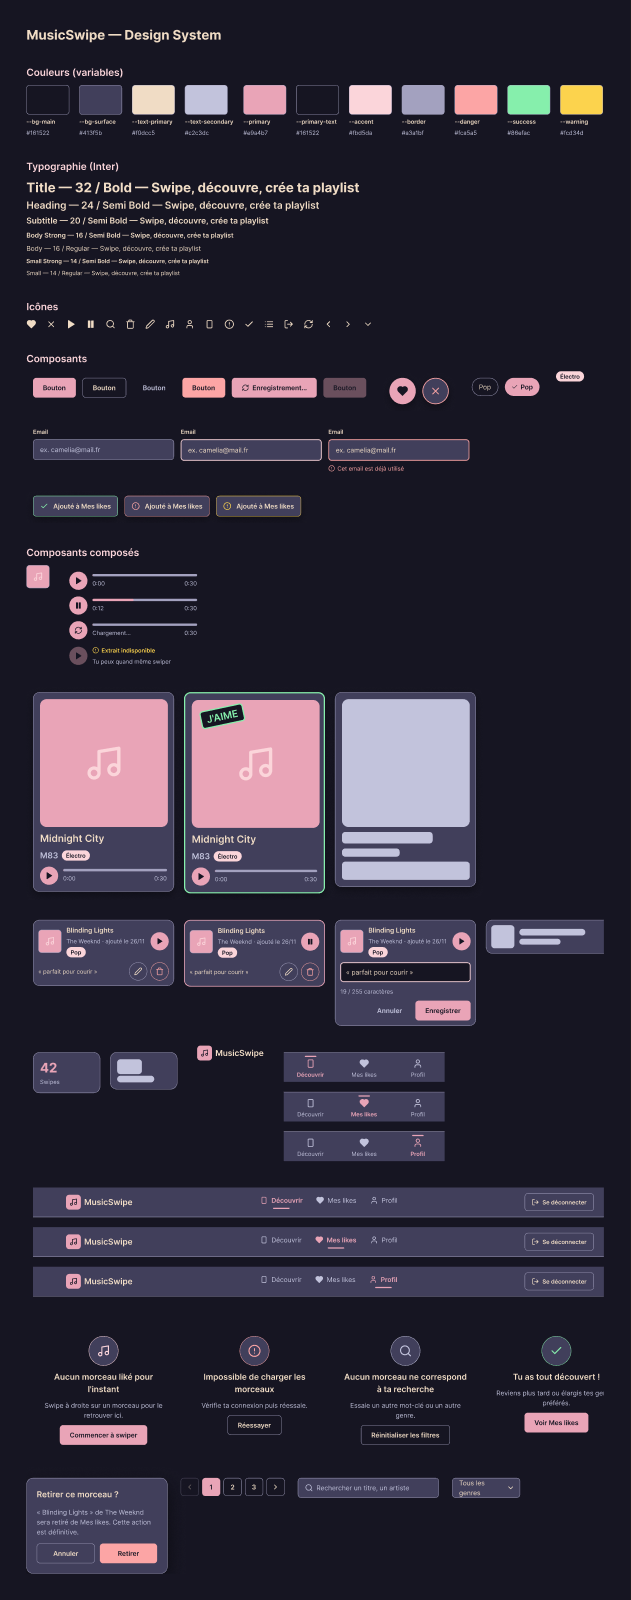 MusicSwipe — Design System
Couleurs (variables)
--bg-main
--bg-surface
--text-primary
--text-secondary
--primary
--primary-text
--accent
--border
--danger
--success
--warning
#161522
#413f5b
#f0dcc5
#c2c3dc
#e9a4b7
#161522
#fbd5da
#a3a1bf
#fca5a5
#86efac
#fcd34d
Typographie (Inter)
Title — 32 / Bold — Swipe, découvre, crée ta playlist
Heading — 24 / Semi Bold — Swipe, découvre, crée ta playlist
Subtitle — 20 / Semi Bold — Swipe, découvre, crée ta playlist
Body Strong — 16 / Semi Bold — Swipe, découvre, crée ta playlist
Body — 16 / Regular — Swipe, découvre, crée ta playlist
Small Strong — 14 / Semi Bold — Swipe, découvre, crée ta playlist
Small — 14 / Regular — Swipe, découvre, crée ta playlist
Icônes
Composants
Bouton
Bouton
Bouton
Bouton
Enregistrement...
Bouton
Pop
Pop
Électro
Email
Email
Email
ex. camelia@mail.fr
ex. camelia@mail.fr
ex. camelia@mail.fr
Cet email est déjà utilisé
Ajouté à Mes likes
Ajouté à Mes likes
Ajouté à Mes likes
Composants composés
0:00
0:30
0:12
0:30
Chargement...
0:30
Extrait indisponible
Tu peux quand même swiper
J'AIME
Midnight City
M83
Électro
0:00
0:30
Midnight City
M83
Électro
0:00
0:30
Blinding Lights
The Weeknd · ajouté le 26/11
Pop
« parfait pour courir »
Blinding Lights
The Weeknd · ajouté le 26/11
Pop
« parfait pour courir »
Blinding Lights
The Weeknd · ajouté le 26/11
Pop
« parfait pour courir »
19 / 255 caractères
Annuler
Enregistrer
42
Swipes
MusicSwipe
Découvrir
Mes likes
Profil
Découvrir
Mes likes
Profil
Découvrir
Mes likes
Profil
MusicSwipe
Découvrir
Mes likes
Profil
Se déconnecter
MusicSwipe
Découvrir
Mes likes
Profil
Se déconnecter
MusicSwipe
Découvrir
Mes likes
Profil
Se déconnecter
Aucun morceau liké pour
l'instant
Swipe à droite sur un morceau pour le
retrouver ici.
Commencer à swiper
Impossible de charger les
morceaux
Vérifie ta connexion puis réessaie.
Réessayer
Aucun morceau ne correspond
à ta recherche
Essaie un autre mot-clé ou un autre
genre.
Réinitialiser les filtres
Tu as tout découvert !
Reviens plus tard ou élargis tes ge
préférés.
Voir Mes likes
Retirer ce morceau ?
« Blinding Lights » de The Weeknd
sera retiré de Mes likes. Cette action
est définitive.
Annuler
Retirer
1
2
3
Rechercher un titre, un artiste
Tous les
genres